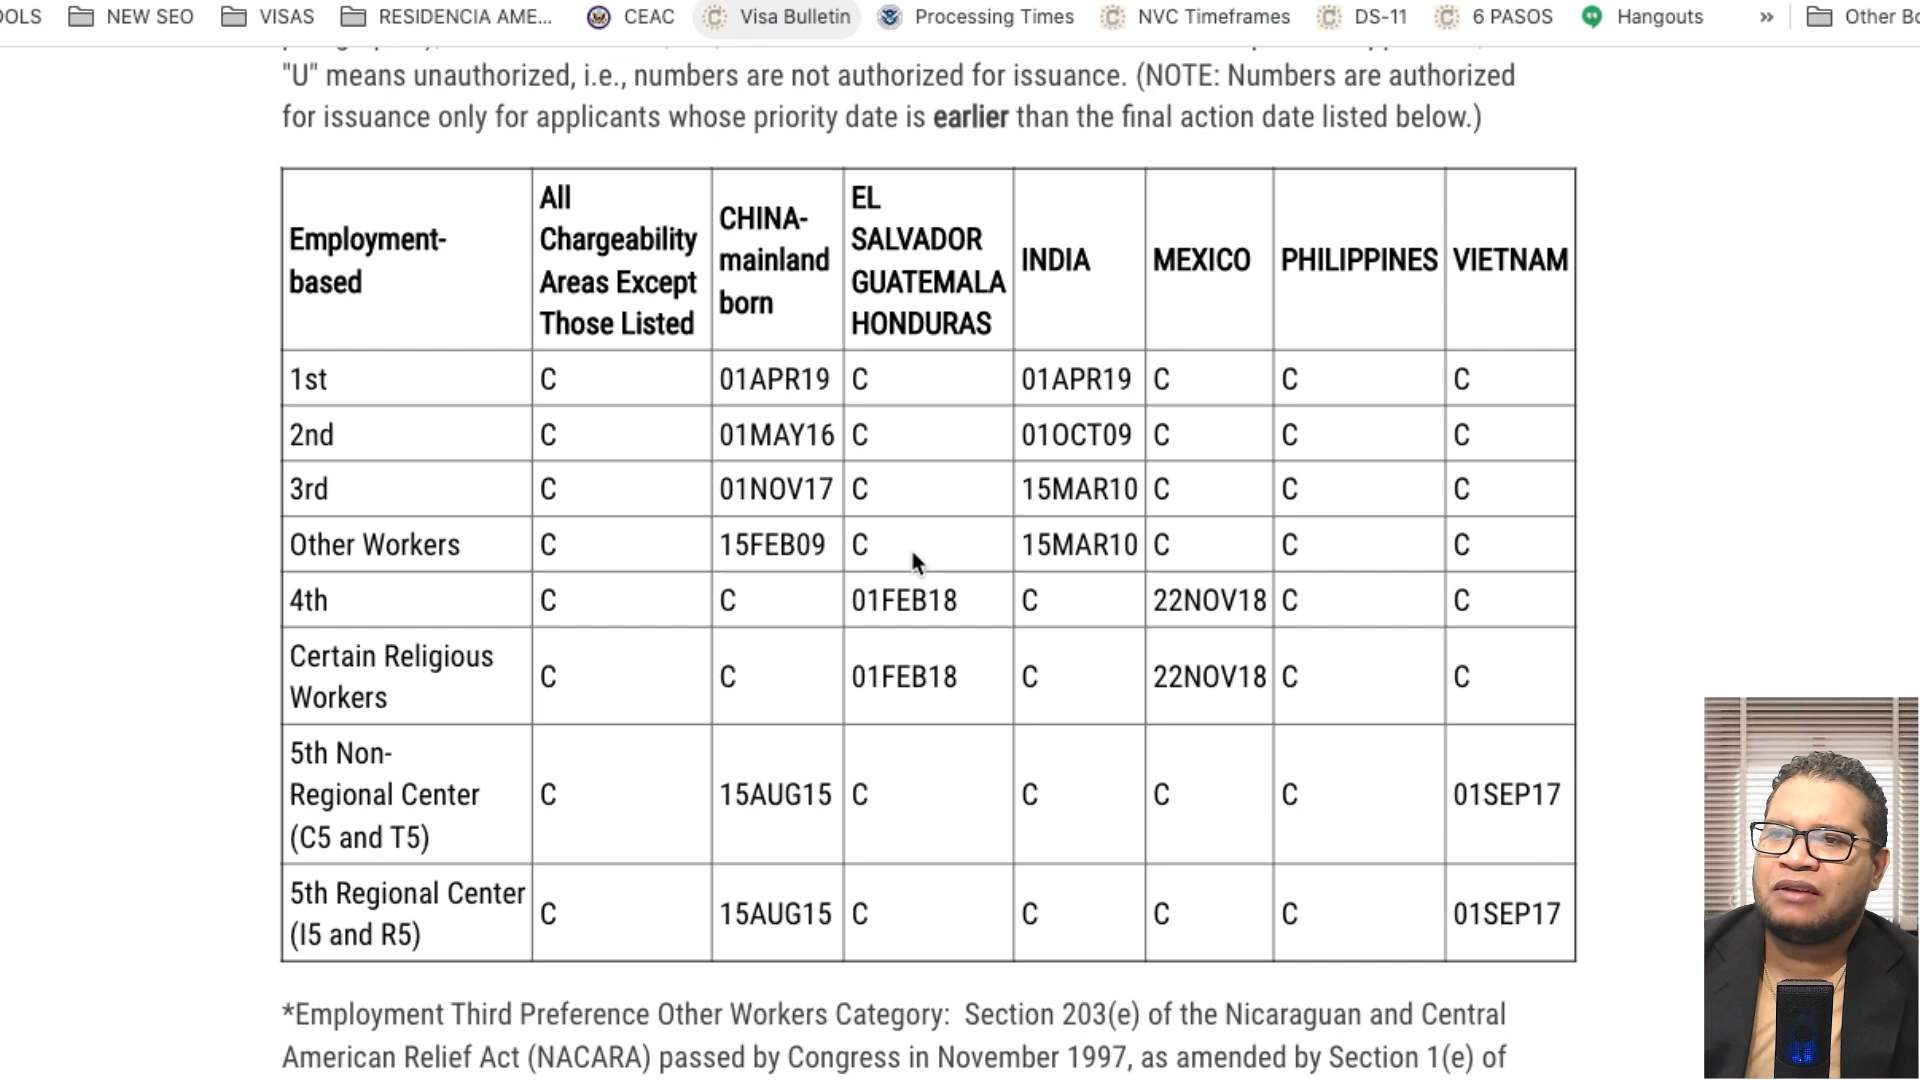 OLS NEW SEO VISAS RESIDENCIA AME... CEAC Visa Bulletin Processing Times NVC Timeframes DS-11 6 PASOS Hangouts » Other Bo
"U" means unauthorized, i.e., numbers are not authorized for issuance. (NOTE: Numbers are authorized
for issuance only for applicants whose priority date is earlier than the final action date listed below.)
Employment-
based
All
Chargeability
Areas Except
Those Listed
CHINA-
mainland
born
EL
SALVADOR
GUATEMALA
HONDURAS
INDIA
MEXICO
PHILIPPINES
VIETNAM
1st C 01APR19 C 01APR19 C C C
2nd C 01MAY16 C 01OCT09 C C C
3rd C 01NOV17 C 15MAR10 C C C
Other Workers C 15FEB09 C 15MAR10 C C C
4th C C 01FEB18 C 22NOV18 C C
Certain Religious
Workers
C C 01FEB18 C 22NOV18 C C
5th Non-
Regional Center
(C5 and T5)
C 15AUG15 C C C C 01SEP17
5th Regional Center
(I5 and R5)
C 15AUG15 C C C C 01SEP17
*Employment Third Preference Other Workers Category: Section 203(e) of the Nicaraguan and Central
American Relief Act (NACARA) passed by Congress in November 1997, as amended by Section 1(e) of